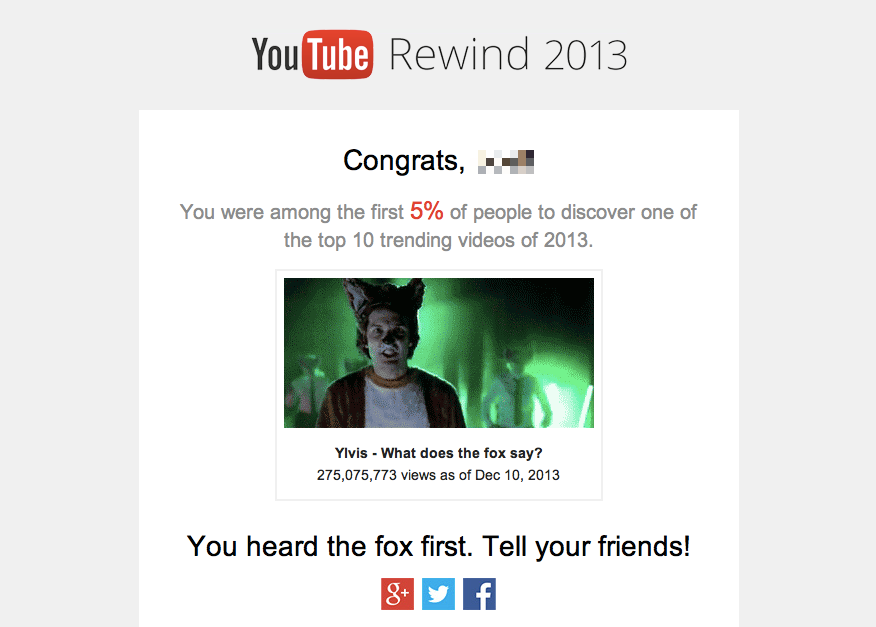 YouTube Rewind 2013
Congrats,
You were among the first 5% of people to discover one of
the top 10 trending videos of 2013.
Ylvis - What does the fox say?
275,075,773 views as of Dec 10, 2013
You heard the fox first. Tell your friends!
g+ f